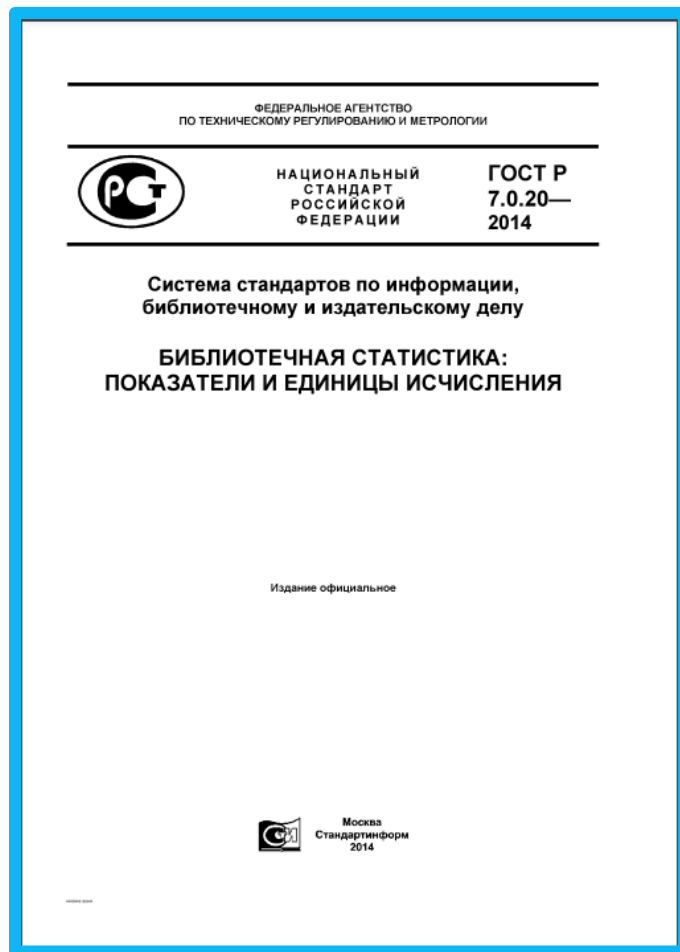 ФЕДЕРАЛЬНОЕ АГЕНТСТВО
ПО ТЕХНИЧЕСКОМУ РЕГУЛИРОВАНИЮ И МЕТРОЛОГИИ
РСТ
НАЦИОНАЛЬНЫЙ
СТАНДАРТ
РОССИЙСКОЙ
ФЕДЕРАЦИИ
ГОСТ Р
7.0.20—
2014
Система стандартов по информации,
библиотечному и издательскому делу
БИБЛИОТЕЧНАЯ СТАТИСТИКА:
ПОКАЗАТЕЛИ И ЕДИНИЦЫ ИСЧИСЛЕНИЯ
Издание официальное
Москва
Стандартинформ
2014